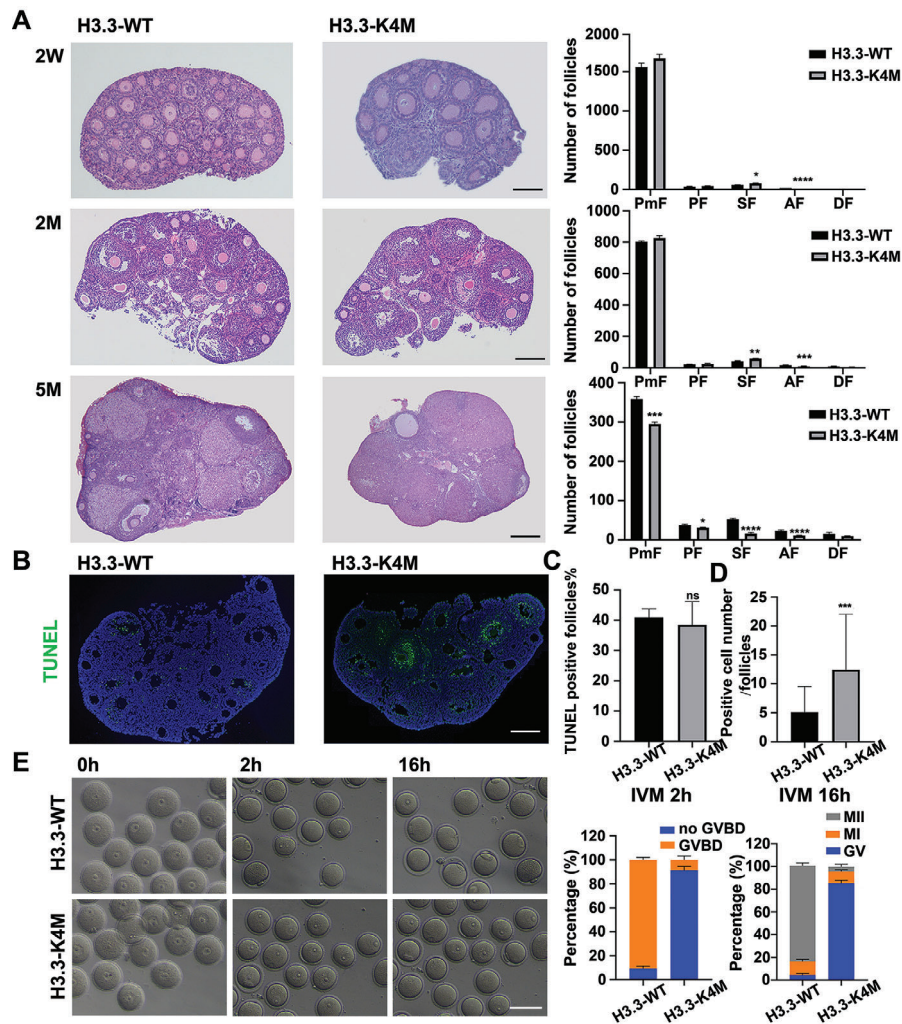 A
H3.3-WT
H3.3-K4M
2W
Number of follicles
2000
1500
1000
500
0
H3.3-WT
H3.3-K4M
*
****
PmF PF SF AF DF
2M
Number of follicles
1000
800
600
400
200
0
H3.3-WT
H3.3-K4M
**
***
PmF PF SF AF DF
5M
Number of follicles
400
300
200
100
0
H3.3-WT
H3.3-K4M
***
*
****
****
PmF PF SF AF DF
B
H3.3-WT
H3.3-K4M
TUNEL
C
TUNEL positive follicles%
50
40
30
20
10
0
ns
H3.3-WT
H3.3-K4M
D
Positive cell number
/follicles
25
20
15
10
5
0
***
H3.3-WT
H3.3-K4M
E
0h
2h
16h
H3.3-WT
H3.3-K4M
IVM 2h
no GVBD
GVBD
Percentage (%)
120
100
80
60
40
20
0
H3.3-WT
H3.3-K4M
IVM 16h
MII
MI
GV
Percentage (%)
120
100
80
60
40
20
0
H3.3-WT
H3.3-K4M